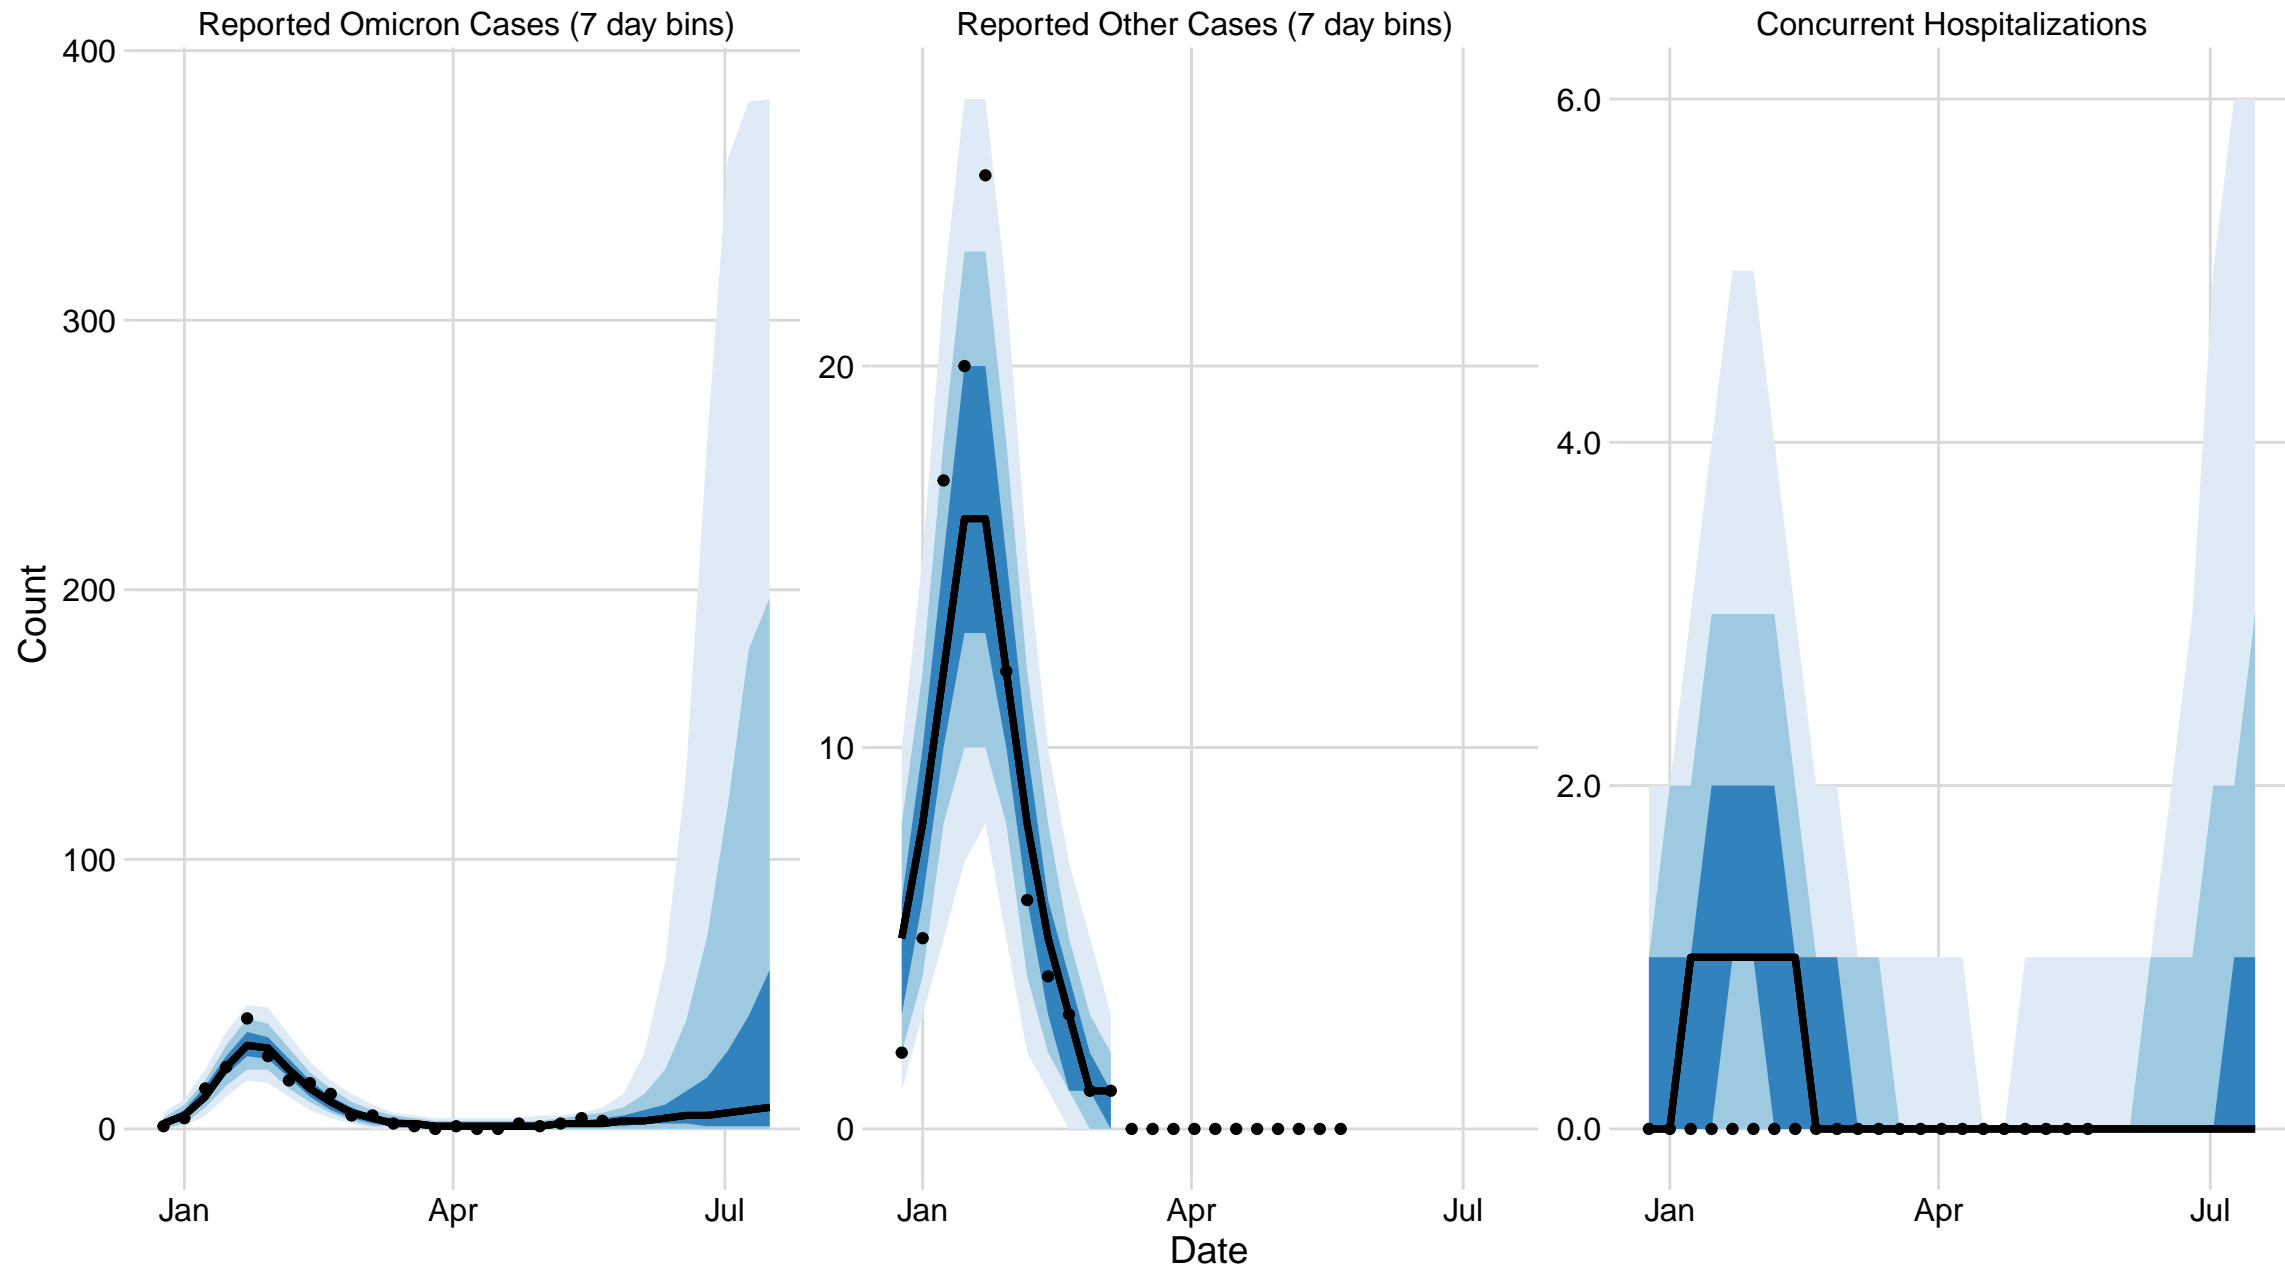 Reported Omicron Cases (7 day bins)
Reported Other Cases (7 day bins)
Concurrent Hospitalizations
Count
400
300
200
100
0
Jan
Apr
Jul
20
10
0
Jan
Apr
Jul
6.0
4.0
2.0
0.0
Jan
Apr
Jul
Date